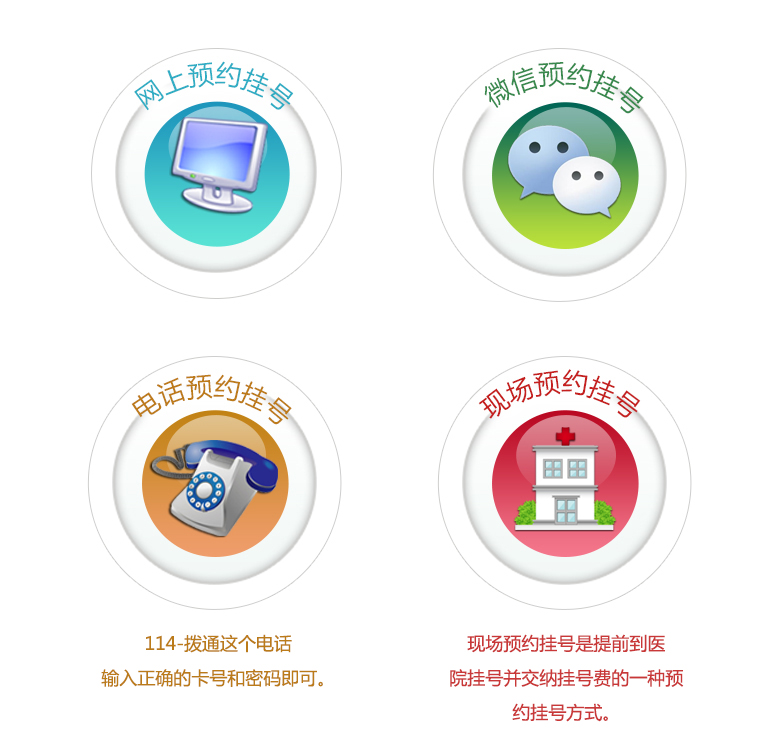 网上预约挂号
微信预约挂号
电话预约挂号
现场预约挂号
114-拨通这个电话
输入正确的卡号和密码即可。
现场预约挂号是提前到医
院挂号并交纳挂号费的一种预
约挂号方式。